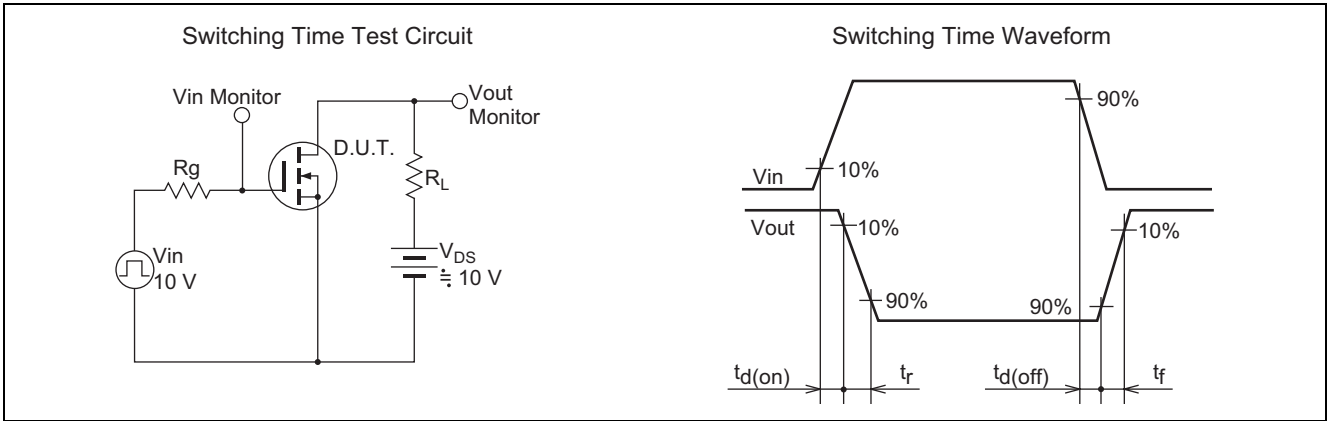 Switching Time Test Circuit
Vin Monitor
Vout
Monitor
D.U.T.
Rg
RL
Vin
10 V
VDS
≒ 10 V
Switching Time Waveform
90%
10%
Vin
Vout
10%
10%
90%
90%
td(on)
tr
td(off)
tf